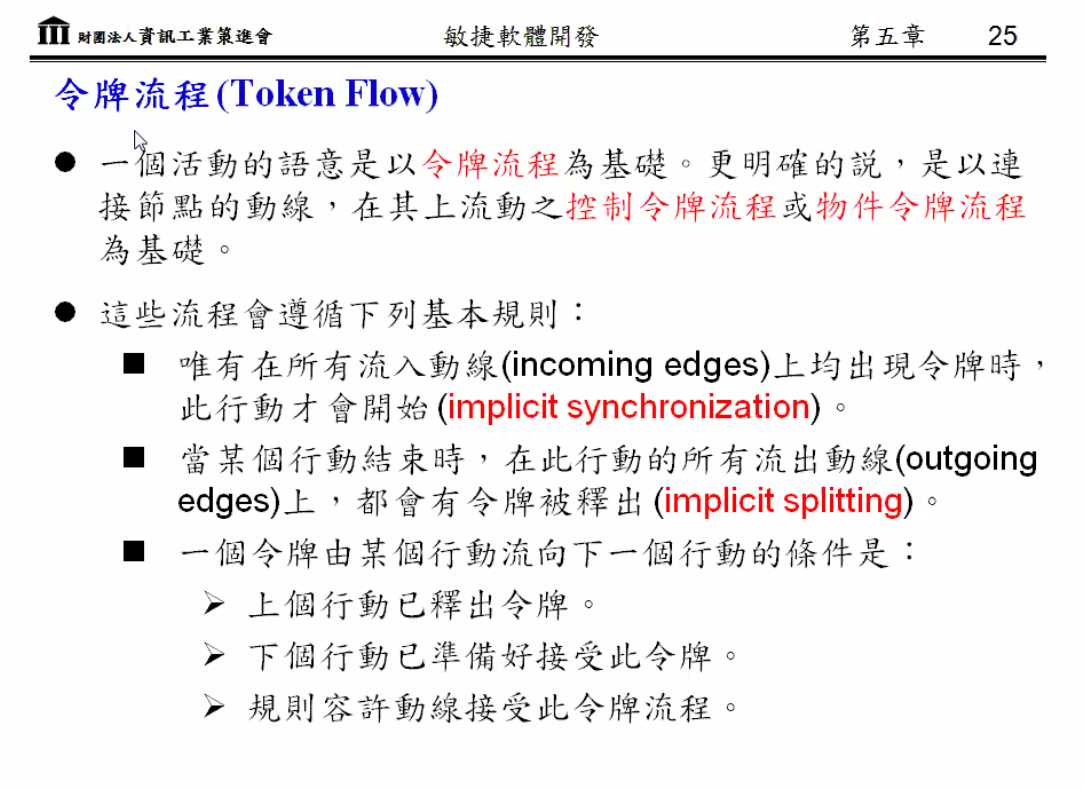 財團法人資訊工業策進會 敏捷軟體開發 第五章 25
令牌流程(Token Flow)
● 一個活動的語意是以令牌流程為基礎。更明確的説,是以連
接節點的動線,在其上流動之控制令牌流程或物件令牌流程
為基礎。
● 這些流程會遵循下列基本規則:
■ 唯有在所有流入動線(incoming edges)上均出現令牌時,
此行動才會開始(implicit synchronization)。
■ 當某個行動結束時,在此行動的所有流出動線(outgoing
edges)上,都會有令牌被釋出(implicit splitting)。
■ 一個令牌由某個行動流向下一個行動的條件是:
➢ 上個行動已釋出令牌。
➢ 下個行動已準備好接受此令牌。
➢ 規則容許動線接受此令牌流程。